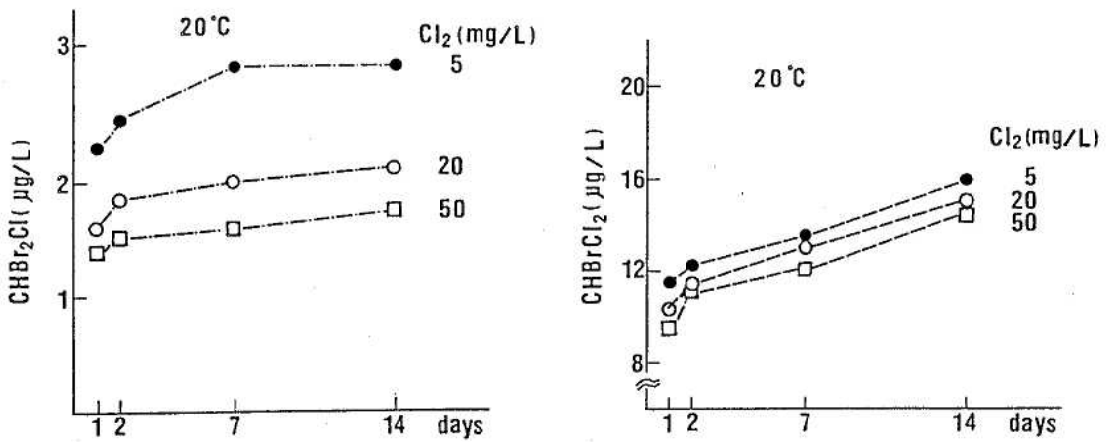 20°C
Cl₂(mg/L)
3
5
20
2
50
1
CHBr₂Cl(μg/L)
1 2 7 14 days
20
20°C
Cl₂(mg/L)
16
5
20
50
12
8
CHBrCl₂(μg/L)
1 2 7 14 days